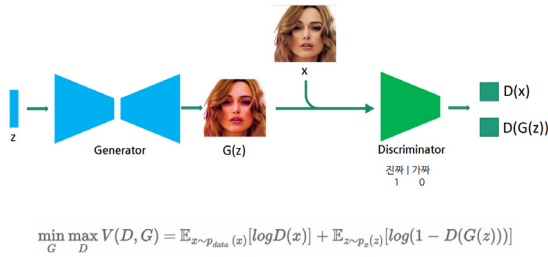 x
D(x)
z
Generator
G(z)
Discriminator
D(G(z))
진짜 | 가짜
1 0
min max V(D, G) = 𝔼x∼pdata(x)[logD(x)] + 𝔼z∼pz(z)[log(1 − D(G(z)))]
G D